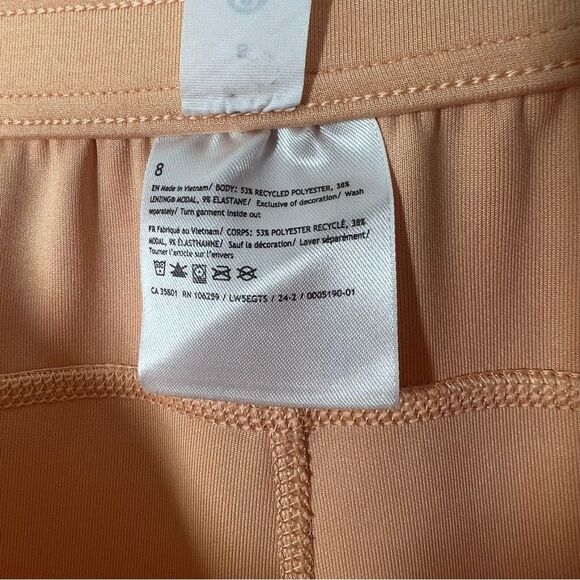 8
8
EN Made in Vietnam/ BODY: 53% RECYCLED POLYESTER, 38%
LENZING® MODAL, 9% ELASTANE/ Exclusive of decoration/ Wash
separately/ Turn garment inside out
FR Fabriqué au Vietnam/ CORPS: 53% POLYESTER RECYCLÉ, 38%
MODAL, 9% ÉLASTHANNE/ Sauf la décoration/ Laver séparément/
Tourner l'article sur l'envers
CA 35801 RN 106259 / LW5EGTS / 24-2 / 0005190-01